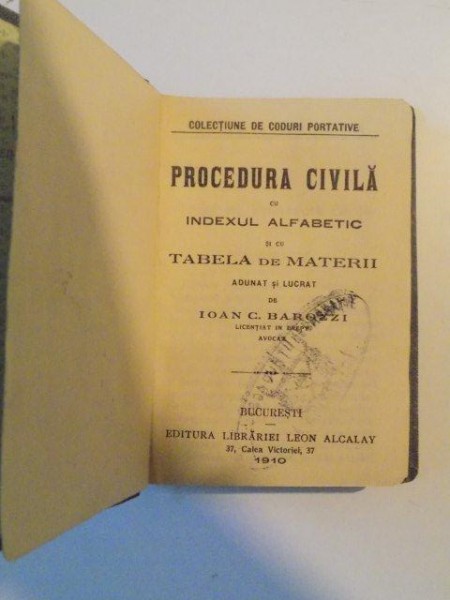 COLECȚIUNE DE CODURI PORTATIVE
PROCEDURA CIVILĂ
CU
INDEXUL ALFABETIC
ȘI CU
TABELA DE MATERII
ADUNAT ȘI LUCRAT
DE
IOAN C. BAROZZI
LICENȚIAT IN DREPT
AVOCAT
BUCUREȘTI
EDITURA LIBRĂRIEI LEON ALCALAY
37, Calea Victoriei, 37
1910